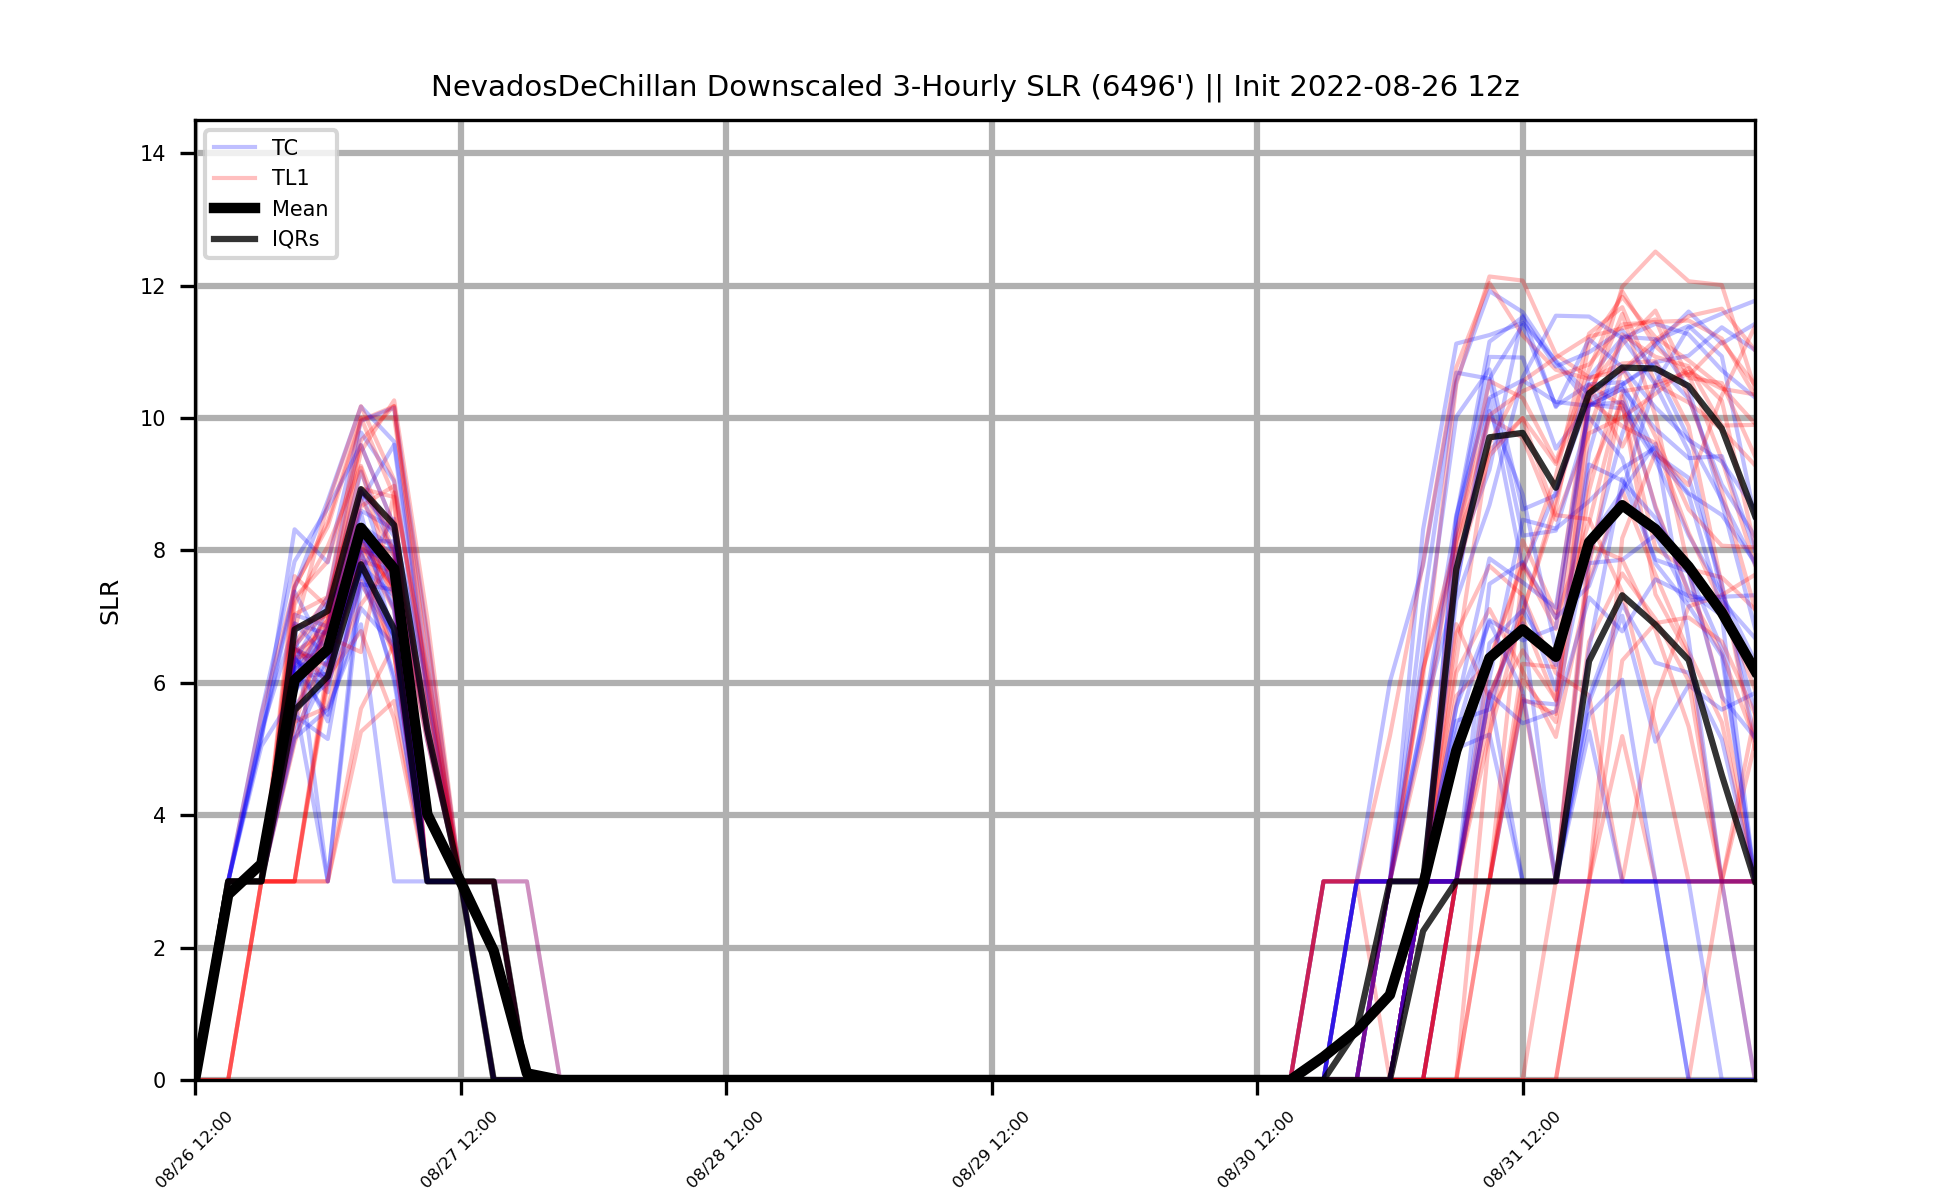 NevadosDeChillan Downscaled 3-Hourly SLR (6496') || Init 2022-08-26 12z
TC
TL1
Mean
IQRs
SLR
14
12
10
8
6
4
2
0
08/26 12:00
08/27 12:00
08/28 12:00
08/29 12:00
08/30 12:00
08/31 12:00